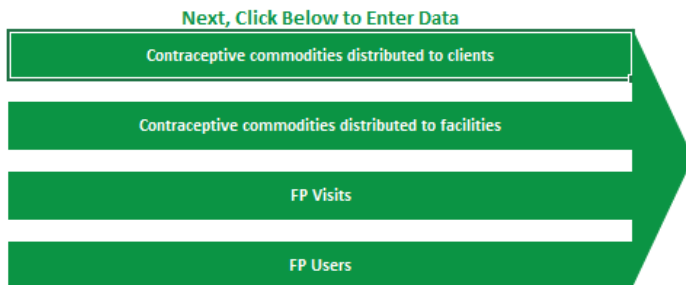 Next, Click Below to Enter Data
Contraceptive commodities distributed to clients
Contraceptive commodities distributed to facilities
FP Visits
FP Users